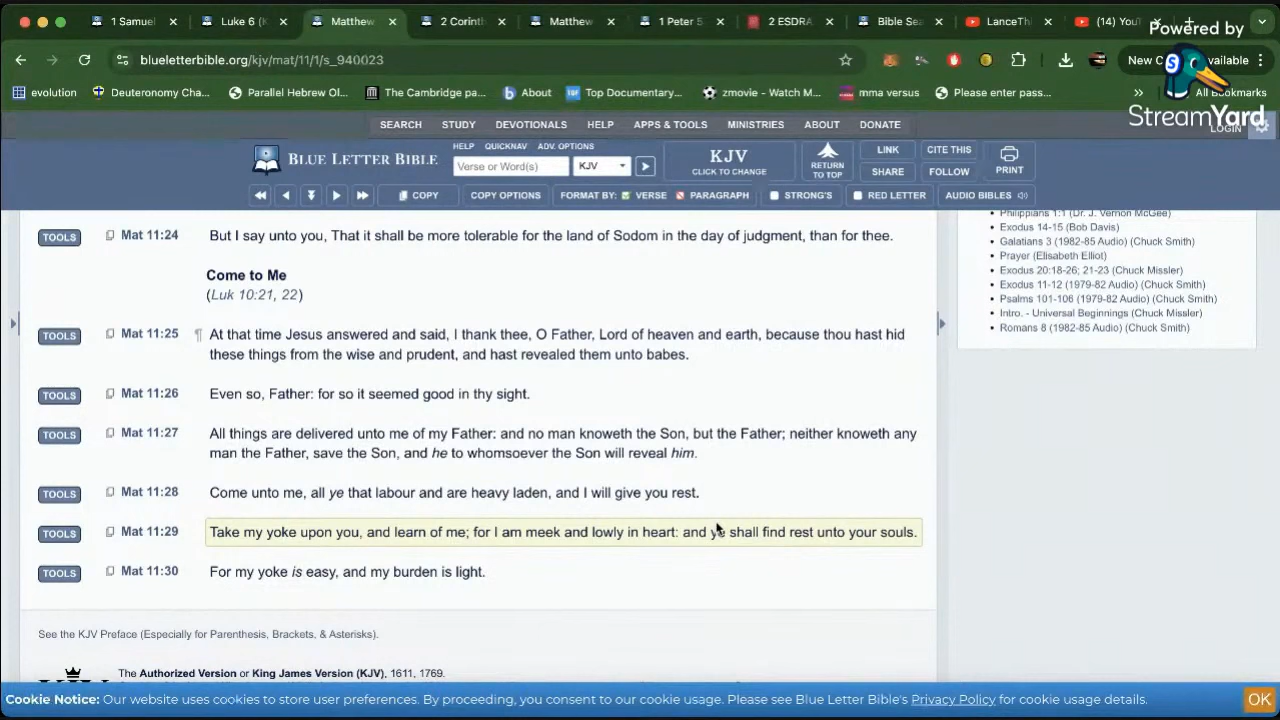 1 Samuel
Luke 6 (K
Matthew
2 Corinth
Matthew
1 Peter 5
2 ESDRA
Bible Sea
LanceThi
(14) You
Powered by
StreamYard
blueletterbible.org/kjv/mat/11/1/s_940023
New C
vailable
evolution
Deuteronomy Cha...
Parallel Hebrew Ol...
The Cambridge pa...
About
Top Documentary...
zmovie - Watch M...
mma versus
Please enter pass...
All Bookmarks
SEARCH STUDY DEVOTIONALS HELP APPS & TOOLS MINISTRIES ABOUT DONATE
LOGIN
BLUE LETTER BIBLE
HELP QUICKNAV ADV. OPTIONS
Verse or Word(s)
KJV
KJV
CLICK TO CHANGE
RETURN
TO TOP
LINK
CITE THIS
SHARE
FOLLOW
PRINT
COPY
COPY OPTIONS
FORMAT BY: VERSE PARAGRAPH
STRONG'S
RED LETTER
AUDIO BIBLES
TOOLS Mat 11:24 But I say unto you, That it shall be more tolerable for the land of Sodom in the day of judgment, than for thee.
Come to Me
(Luk 10:21, 22)
TOOLS Mat 11:25 ¶ At that time Jesus answered and said, I thank thee, O Father, Lord of heaven and earth, because thou hast hid
these things from the wise and prudent, and hast revealed them unto babes.
TOOLS Mat 11:26 Even so, Father: for so it seemed good in thy sight.
TOOLS Mat 11:27 All things are delivered unto me of my Father: and no man knoweth the Son, but the Father; neither knoweth any
man the Father, save the Son, and he to whomsoever the Son will reveal him.
TOOLS Mat 11:28 Come unto me, all ye that labour and are heavy laden, and I will give you rest.
TOOLS Mat 11:29 Take my yoke upon you, and learn of me; for I am meek and lowly in heart: and ye shall find rest unto your souls.
TOOLS Mat 11:30 For my yoke is easy, and my burden is light.
Philippians 1:1 (Dr. J. Vernon McGee)
Exodus 14-15 (Bob Davis)
Galatians 3 (1982-85 Audio) (Chuck Smith)
Prayer (Elisabeth Elliot)
Exodus 20:18-26; 21-23 (Chuck Missler)
Exodus 11-12 (1979-82 Audio) (Chuck Smith)
Psalms 101-106 (1979-82 Audio) (Chuck Smith)
Intro. - Universal Beginnings (Chuck Missler)
Romans 8 (1982-85 Audio) (Chuck Smith)
See the KJV Preface (Especially for Parenthesis, Brackets, & Asterisks).
The Authorized Version or King James Version (KJV), 1611, 1769.
Cookie Notice: Our website uses cookies to store user preferences. By proceeding, you consent to our cookie usage. Please see Blue Letter Bible's Privacy Policy for cookie usage details.
OK